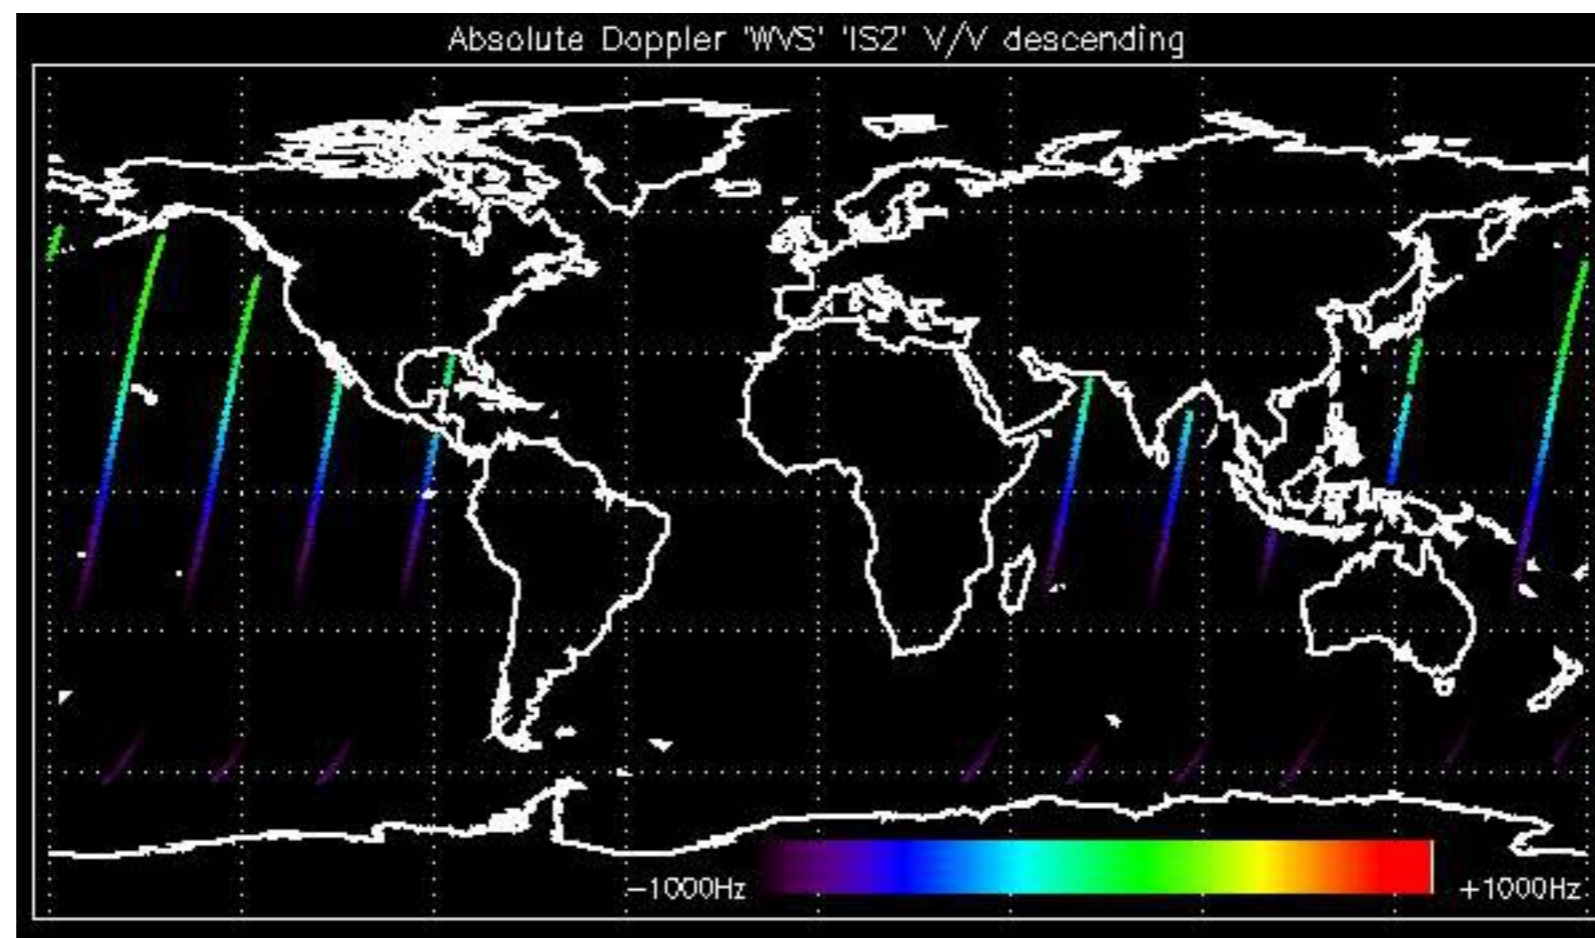 Absolute Doppler 'WVS' 'IS2' V/V descending
−1000Hz
+1000Hz